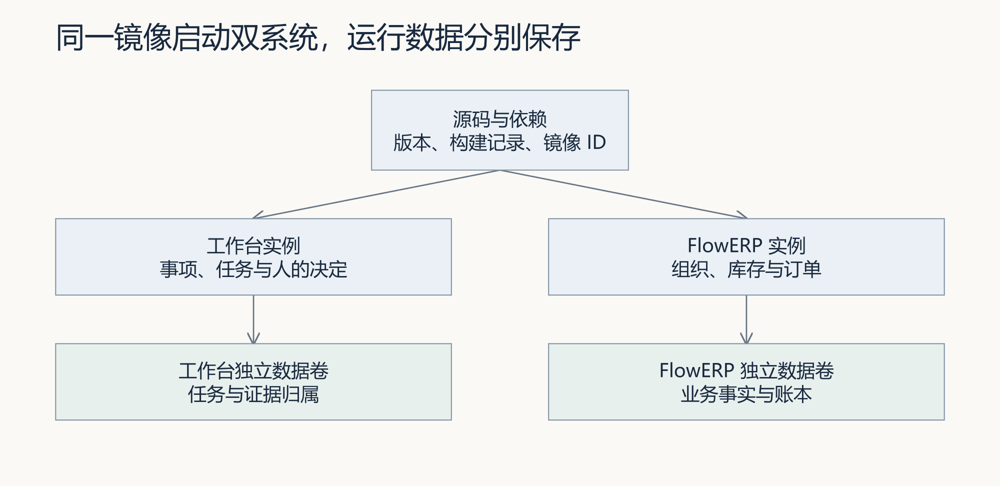 同一镜像启动双系统，运行数据分别保存
源码与依赖
版本、构建记录、镜像 ID
工作台实例
事项、任务与人的决定
FlowERP 实例
组织、库存与订单
工作台独立数据卷
任务与证据归属
FlowERP 独立数据卷
业务事实与账本